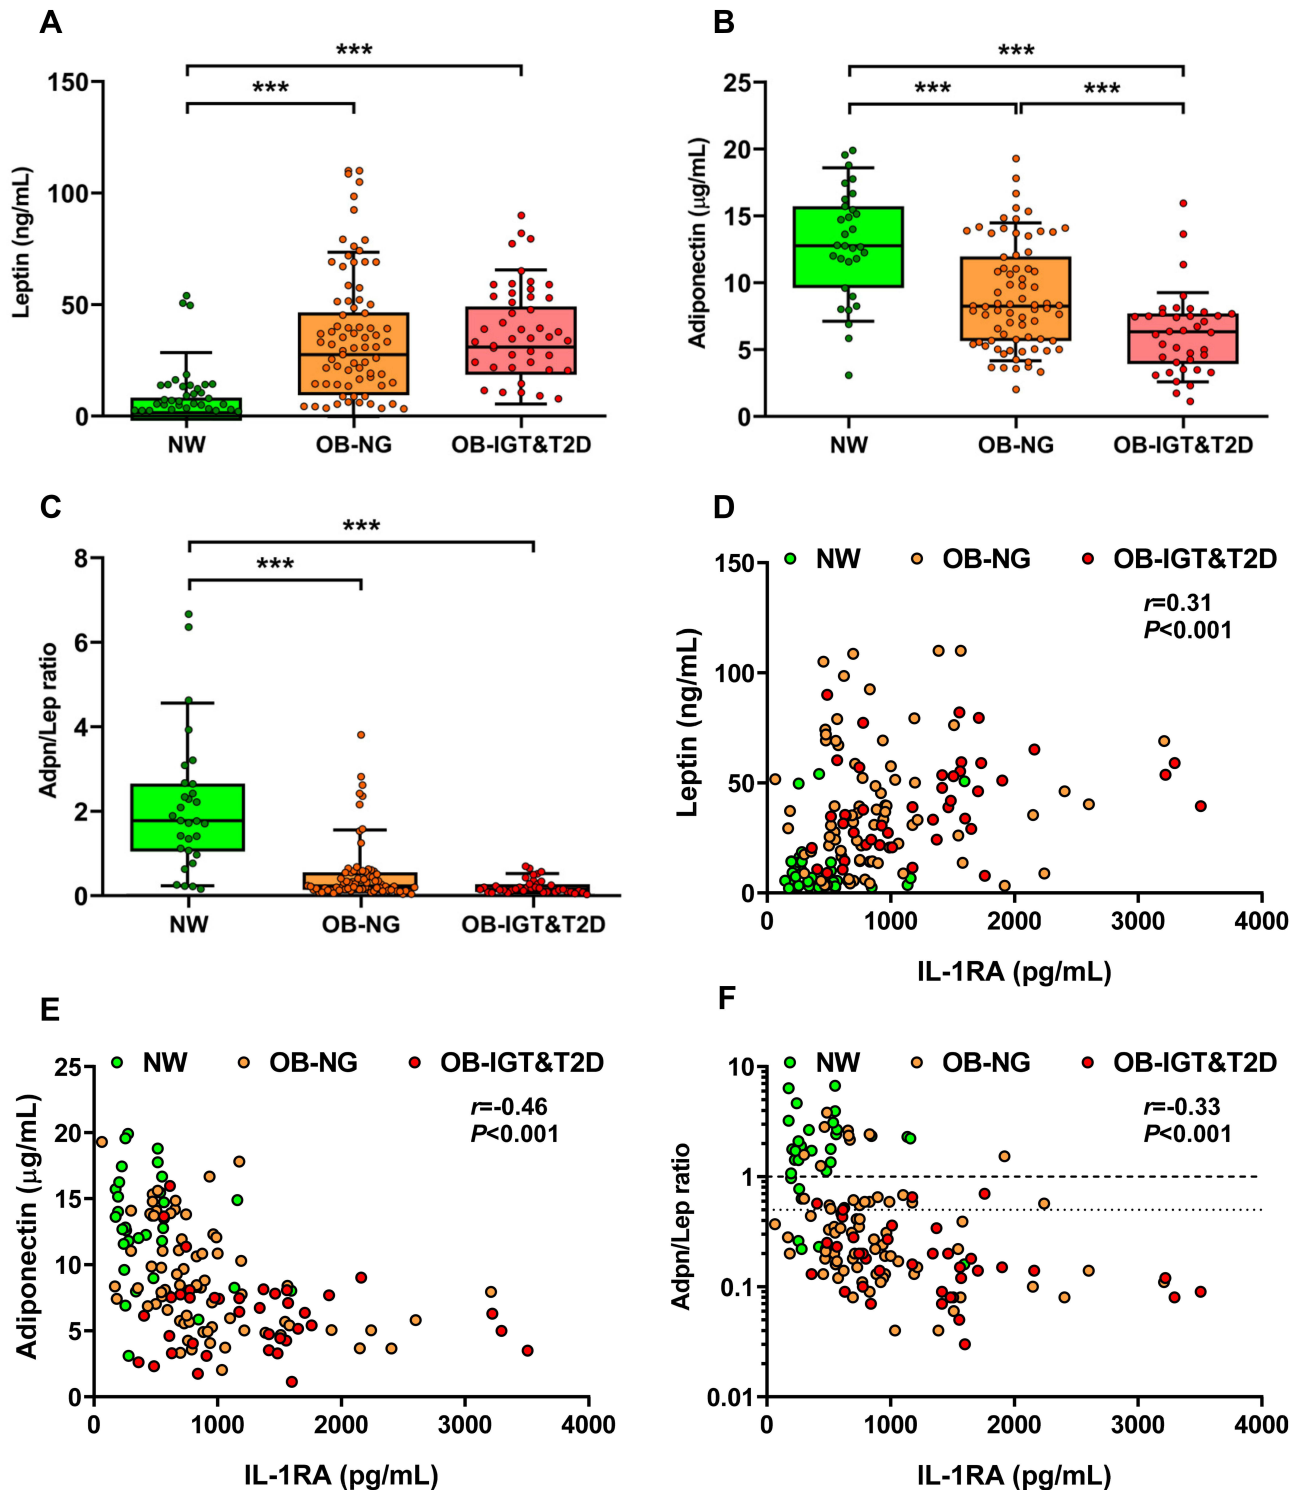 A
***
***
150
100
50
0
Leptin (ng/mL)
NW
OB-NG
OB-IGT&T2D
B
***
***
***
25
20
15
10
5
0
Adiponectin (μg/mL)
NW
OB-NG
OB-IGT&T2D
C
***
***
8
6
4
2
0
Adpn/Lep ratio
NW
OB-NG
OB-IGT&T2D
D
NW
OB-NG
OB-IGT&T2D
r=0.31
P<0.001
150
100
50
0
Leptin (ng/mL)
0
1000
2000
3000
4000
IL-1RA (pg/mL)
E
NW
OB-NG
OB-IGT&T2D
r=-0.46
P<0.001
25
20
15
10
5
0
Adiponectin (μg/mL)
0
1000
2000
3000
4000
IL-1RA (pg/mL)
F
NW
OB-NG
OB-IGT&T2D
r=-0.33
P<0.001
10
1
0.1
0.01
Adpn/Lep ratio
0
1000
2000
3000
4000
IL-1RA (pg/mL)